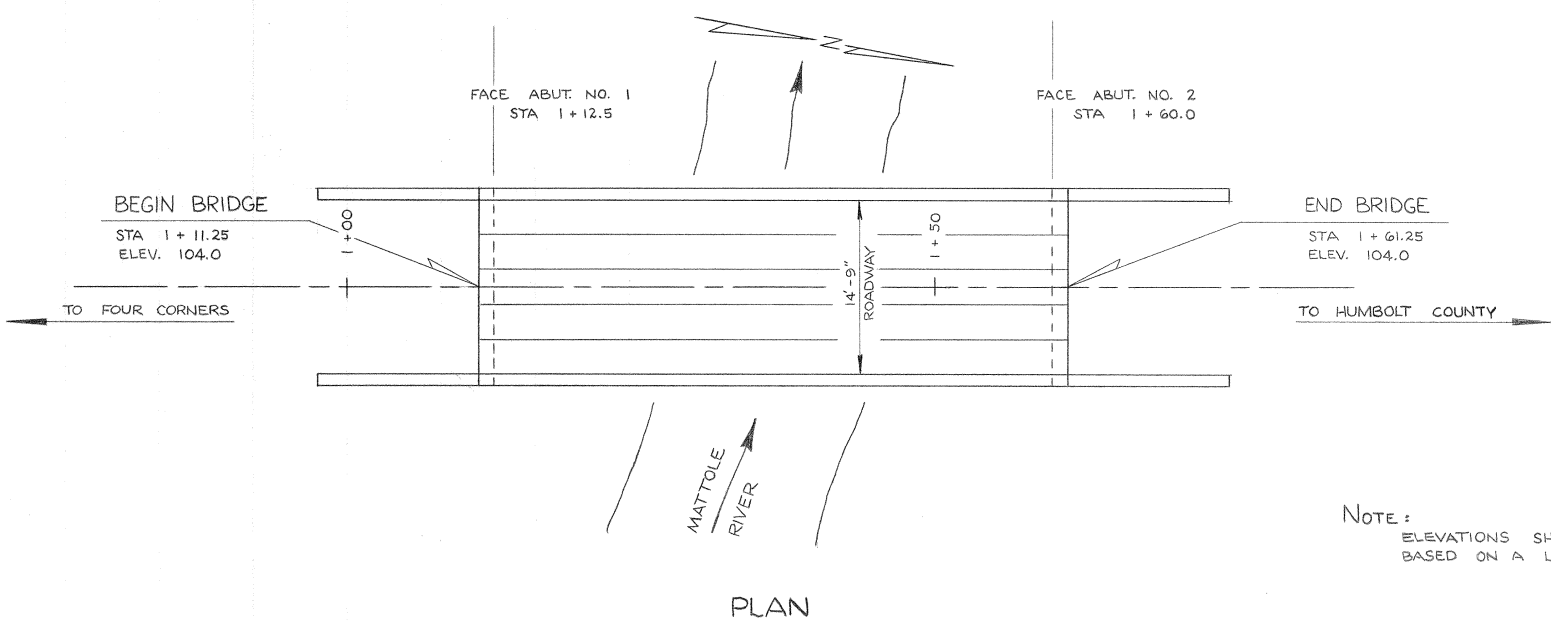 Z
FACE ABUT. NO. 1
STA 1 + 12.5
FACE ABUT. NO. 2
STA 1 + 60.0
BEGIN BRIDGE
STA 1 + 11.25
ELEV. 104.0
1 + 00
1 + 50
14'-9"
ROADWAY
END BRIDGE
STA 1 + 61.25
ELEV. 104.0
TO FOUR CORNERS
TO HUMBOLT COUNTY
MATTOLE
RIVER
NOTE:
ELEVATIONS SH
BASED ON A L
PLAN